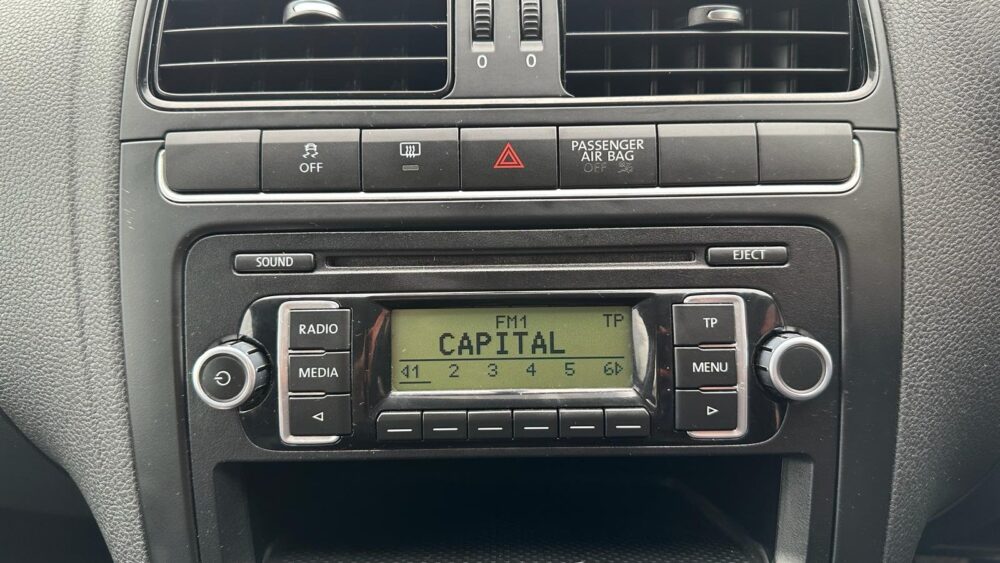 0 0
OFF
PASSENGER
AIR BAG
OFF
SOUND
EJECT
RADIO
FM1 TP
TP
CAPITAL
MEDIA
1 2 3 4 5 6
MENU